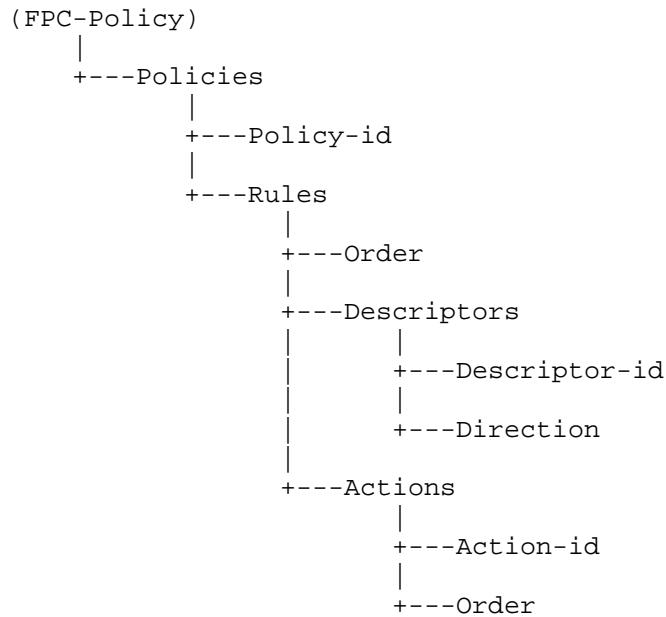 (FPC-Policy)
|
+---Policies
|
+---Policy-id
|
+---Rules
|
+---Order
|
+---Descriptors
| |
| +---Descriptor-id
| |
| +---Direction
|
+---Actions
|
+---Action-id
|
+---Order